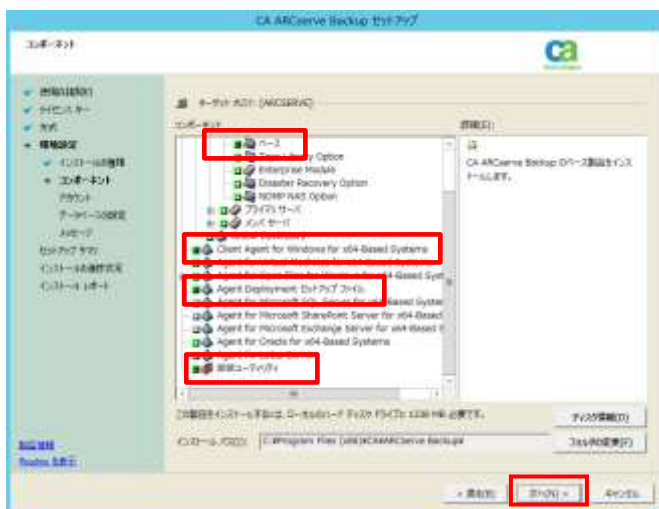 CA ARCserve Backup セットアップ
コンポーネント
ca
使用許諾契約
ライセンス キー
方式
環境設定
インストールの種類
コンポーネント
アカウント
データベースの設定
メッセージ
セットアップ サマリ
インストールの進捗状況
インストール レポート
製品情報
Readme を表示
ターゲット ホスト: [ARCSERVE]
コンポーネント
ベース
Tape Library Option
Enterprise Module
Disaster Recovery Option
NDMP NAS Option
プライマリ サーバ
メンバ サーバ
Client Agent for Windows for x64-Based Systems
Agent Deployment セットアップ ファイル
Agent for Microsoft SQL Server for x64-Based System
Agent for Microsoft SharePoint Server for x64-Based
Agent for Microsoft Exchange Server for x64-Based S
Agent for Oracle for x64-Based Systems
診断ユーティリティ
説明(E):
CA ARCserve Backup のベース製品をインス
トールします。
ディスク情報(D)
C:\Program Files (x86)\CA\ARCserve Backup\
フォルダの変更(F)
< 戻る(B)
次へ(N) >
キャンセル